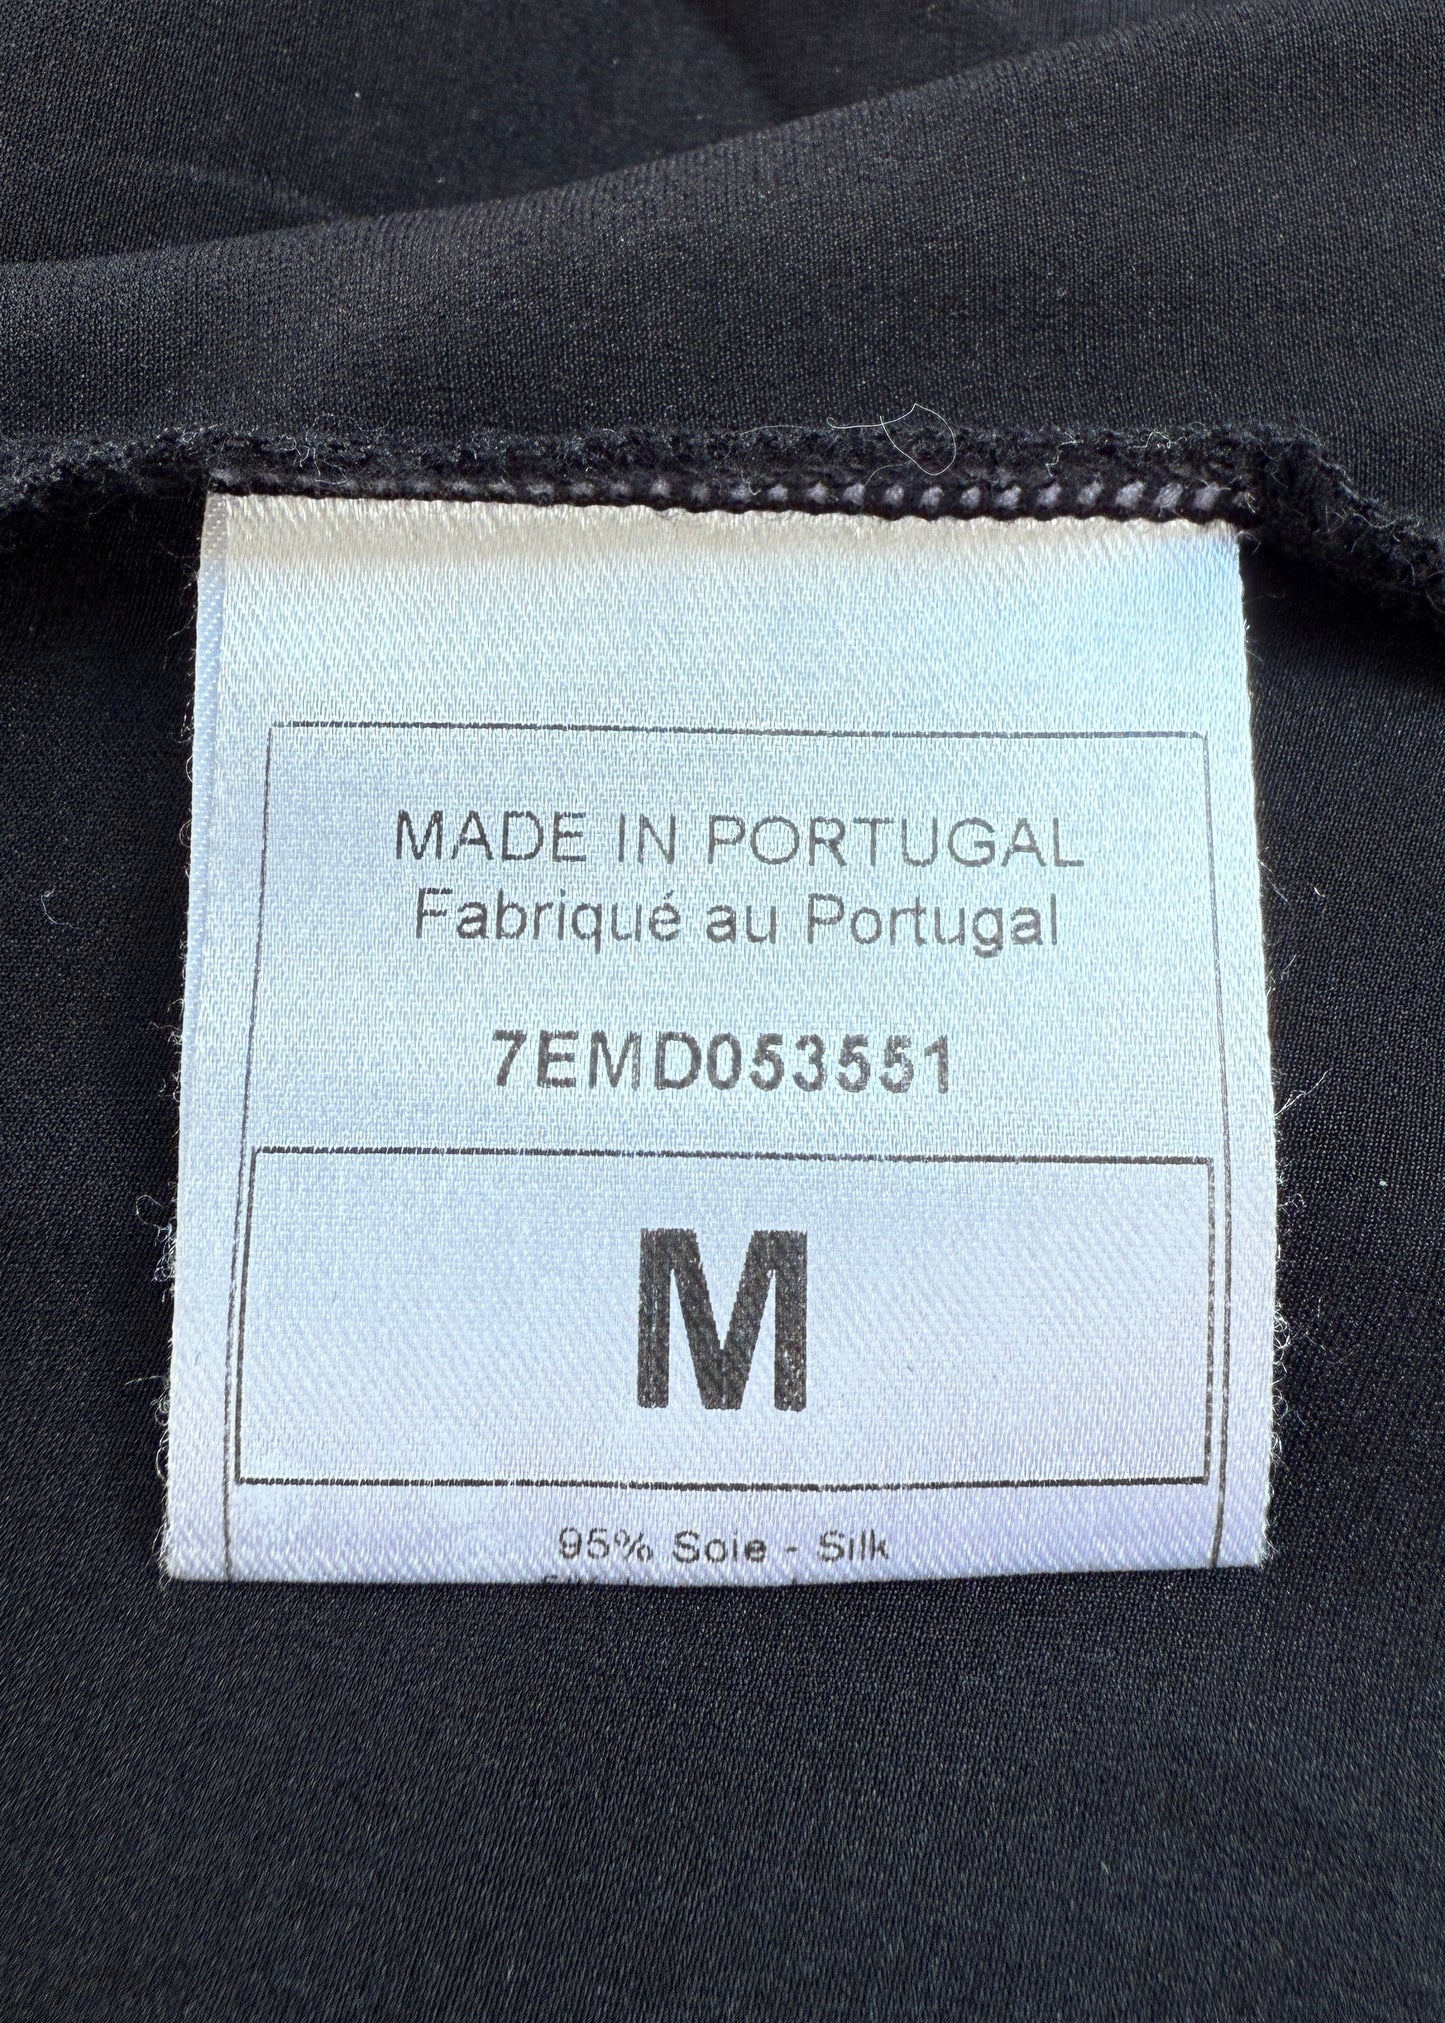 MADE IN PORTUGAL
Fabriqué au Portugal
7EMD053551
M
95% Soie - Silk